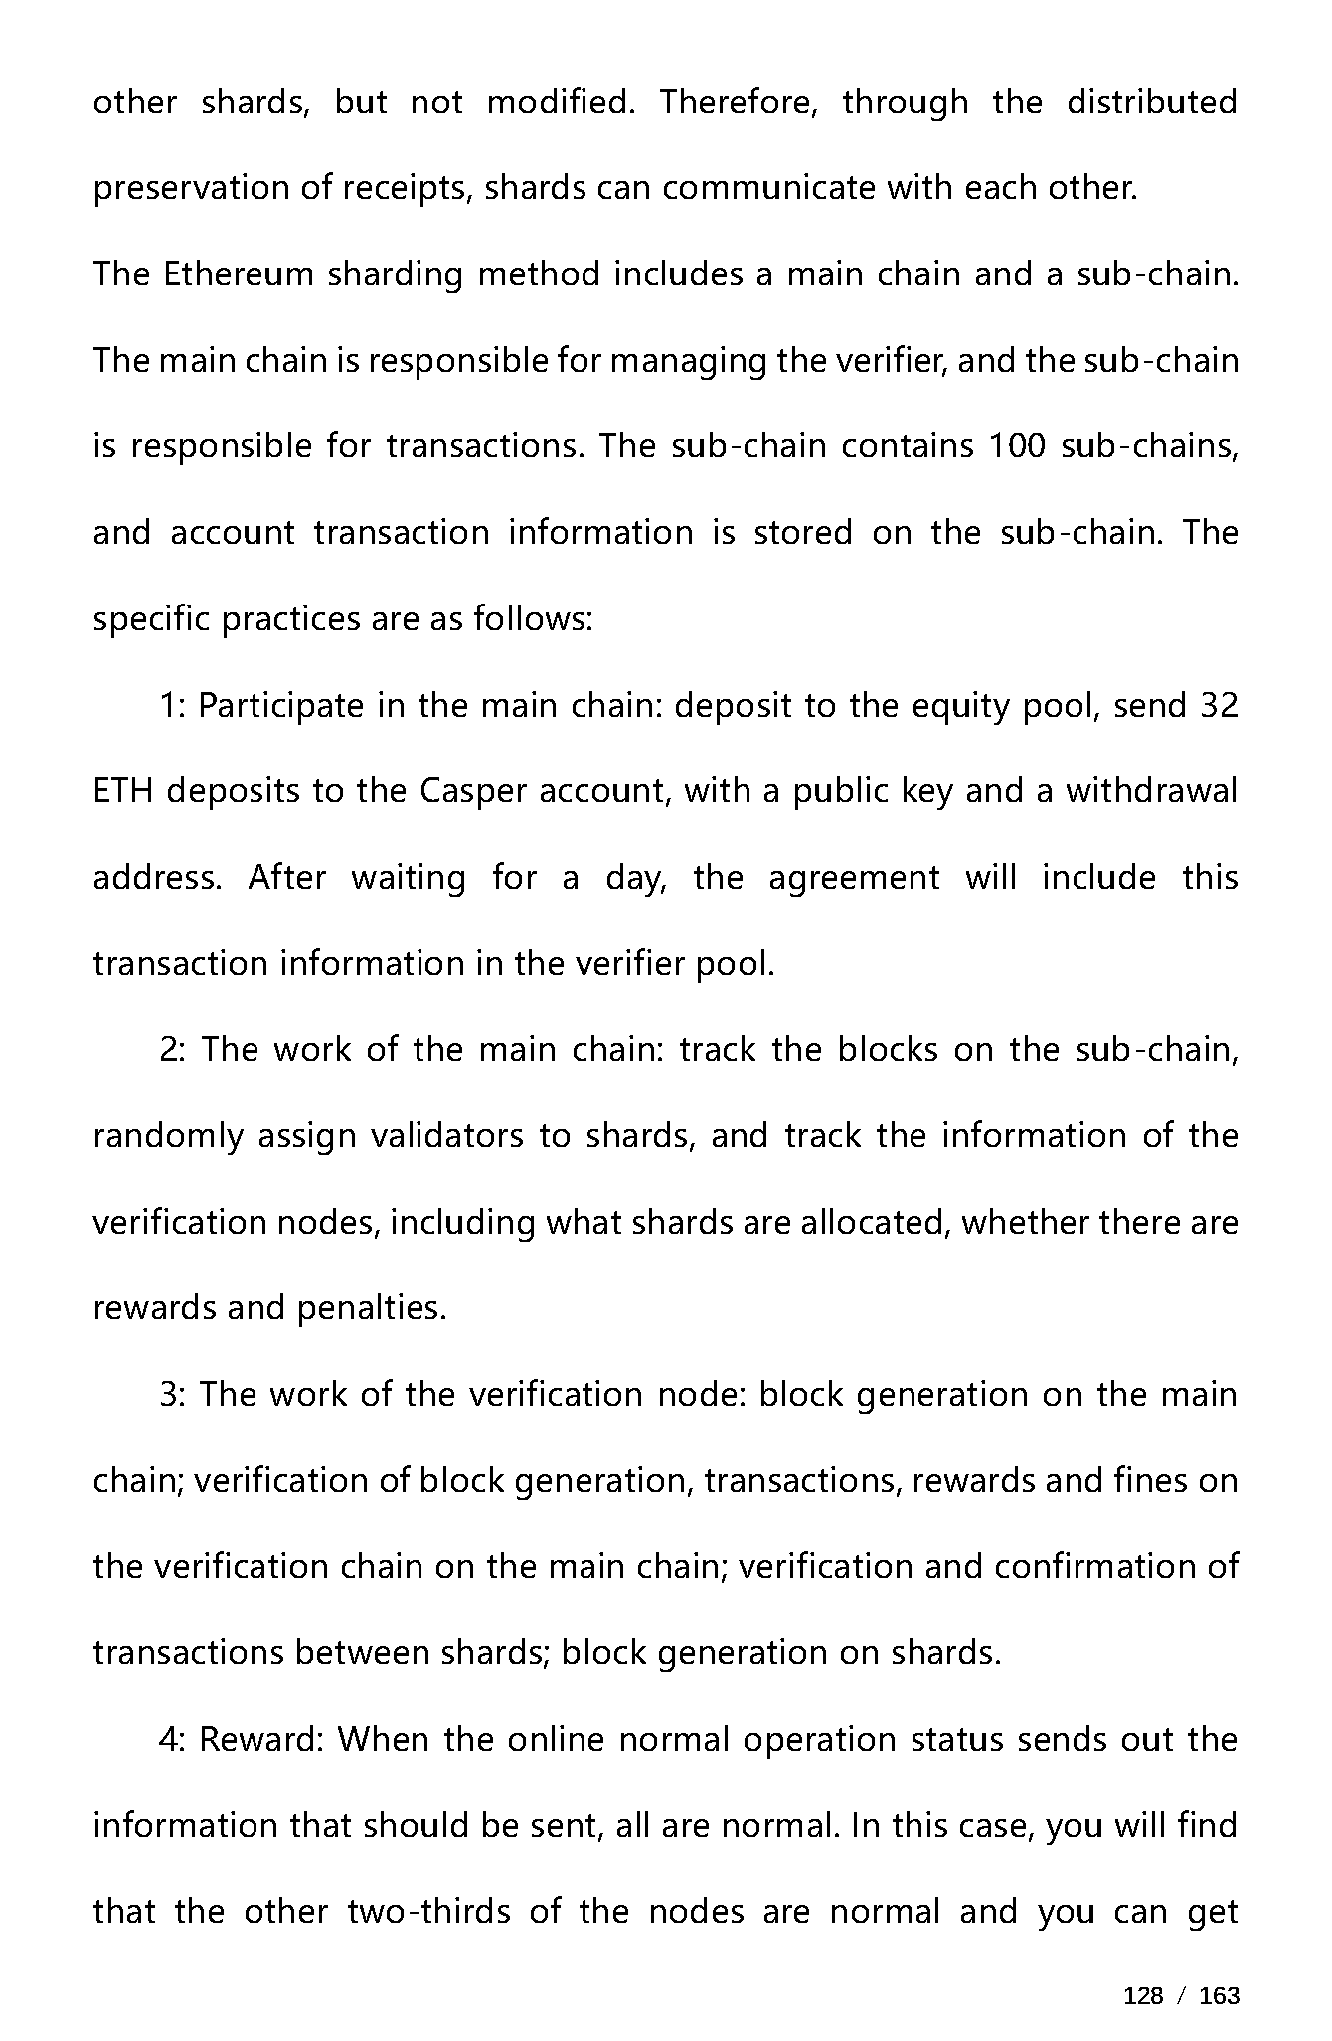 other shards, but not modified. Therefore, through the distributed
preservation of receipts, shards can communicate with each other.
The Ethereum sharding method includes a main chain and a sub-chain.
The main chain is responsible for managing the verifier, and the sub-chain
is responsible for transactions. The sub-chain contains 100 sub-chains,
and account transaction information is stored on the sub-chain. The
specific practices are as follows:
1: Participate in the main chain: deposit to the equity pool, send 32
ETH deposits to the Casper account, with a public key and a withdrawal
address. After waiting for a day, the agreement will include this
transaction information in the verifier pool.
2: The work of the main chain: track the blocks on the sub-chain,
randomly assign validators to shards, and track the information of the
verification nodes, including what shards are allocated, whether there are
rewards and penalties.
3: The work of the verification node: block generation on the main
chain; verification of block generation, transactions, rewards and fines on
the verification chain on the main chain; verification and confirmation of
transactions between shards; block generation on shards.
4: Reward: When the online normal operation status sends out the
information that should be sent, all are normal. In this case, you will find
that the other two-thirds of the nodes are normal and you can get
128 / 163